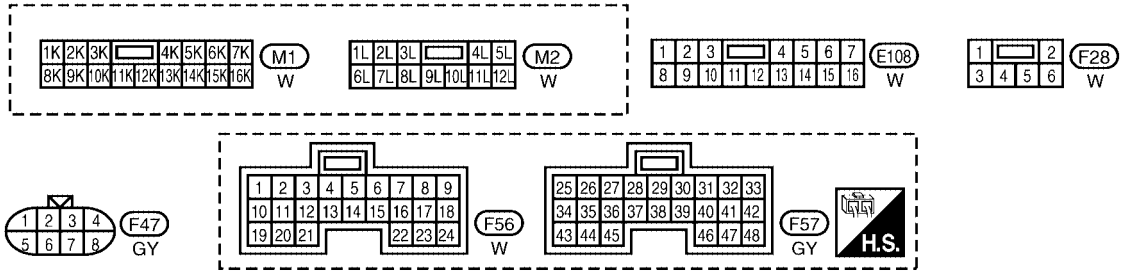 1K 2K 3K 4K 5K 6K 7K
8K 9K 10K 11K 12K 13K 14K 15K 16K
M1
W
1L 2L 3L 4L 5L
6L 7L 8L 9L 10L 11L 12L
M2
W
1 2 3 4 5 6 7
8 9 10 11 12 13 14 15 16
E108
W
1 2
3 4 5 6
F28
W
1 2 3 4
5 6 7 8
F47
GY
1 2 3 4 5 6 7 8 9
10 11 12 13 14 15 16 17 18
19 20 21 22 23 24
F56
W
25 26 27 28 29 30 31 32 33
34 35 36 37 38 39 40 41 42
43 44 45 46 47 48
F57
GY
H.S.